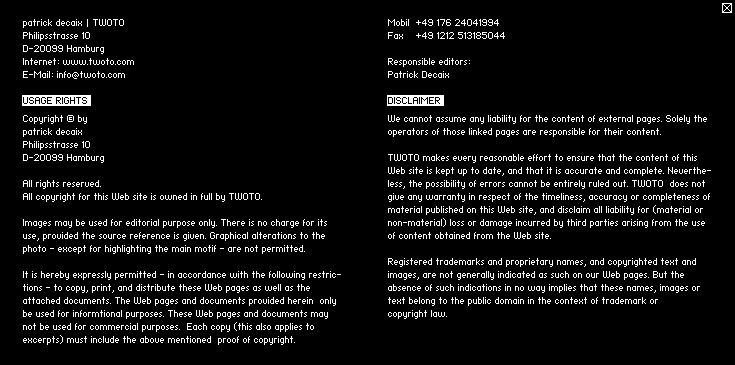 patrick decaix | TWOTO
Philipsstrasse 10
D-20099 Hamburg
Internet: www.twoto.com
E-Mail: info@twoto.com
USAGE RIGHTS
Copyright © by
patrick decaix
Philipsstrasse 10
D-20099 Hamburg
All rights reserved.
All copyright for this Web site is owned in full by TWOTO.
Images may be used for editorial purpose only. There is no charge for its
use, provided the source reference is given. Graphical alterations to the
photo - except for highlighting the main motif - are not permitted.
It is hereby expressly permitted - in accordance with the following restric-
tions - to copy, print, and distribute these Web pages as well as the
attached documents. The Web pages and documents provided herein only
be used for informtional purposes. These Web pages and documents may
not be used for commercial purposes. Each copy (this also applies to
excerpts) must include the above mentioned proof of copyright.
Mobil +49 176 24041994
Fax +49 1212 513185044
Responsible editors:
Patrick Decaix
DISCLAIMER
We cannot assume any liability for the content of external pages. Solely the
operators of those linked pages are responsible for their content.
TWOTO makes every reasonable effort to ensure that the content of this
Web site is kept up to date, and that it is accurate and complete. Neverthe-
less, the possibility of errors cannot be entirely ruled out. TWOTO does not
give any warranty in respect of the timeliness, accuracy or completeness of
material published on this Web site, and disclaim all liability for (material or
non-material) loss or damage incurred by third parties arising from the use
of content obtained from the Web site.
Registered trademarks and proprietary names, and copyrighted text and
images, are not generally indicated as such on our Web pages. But the
absence of such indications in no way implies that these names, images or
text belong to the public domain in the context of trademark or
copyright law.